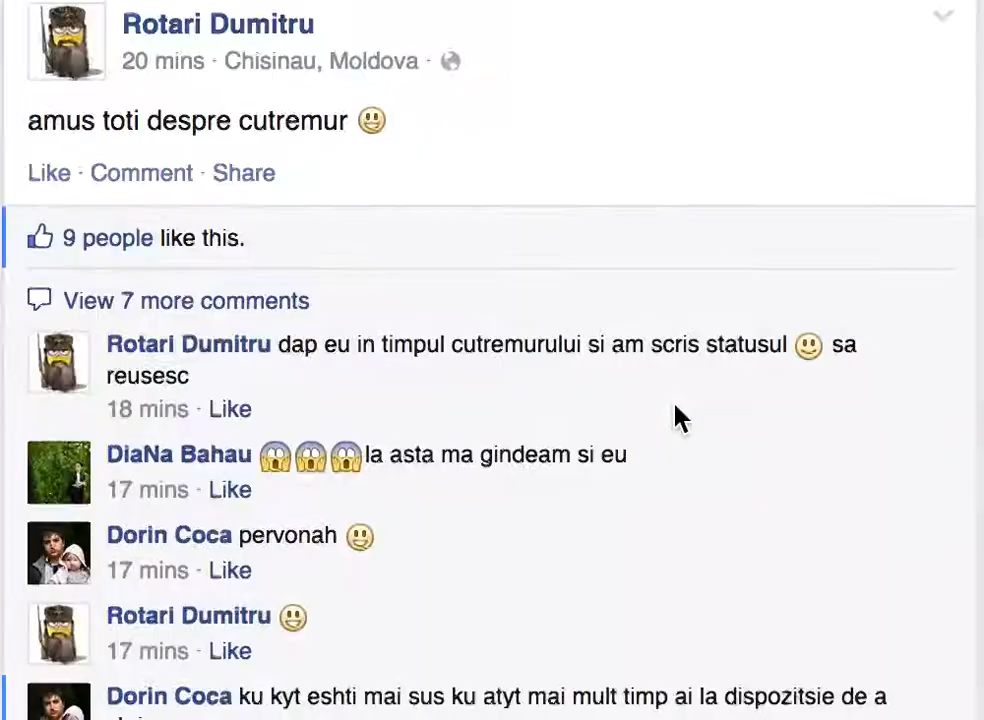 Rotari Dumitru
20 mins · Chisinau, Moldova ·
amus toti despre cutremur 😃
Like · Comment · Share
9 people like this.
View 7 more comments
Rotari Dumitru dap eu in timpul cutremurului si am scris statusul 🙂 sa
reusesc
18 mins · Like
DiaNa Bahau 😱😱😱la asta ma gindeam si eu
17 mins · Like
Dorin Coca pervonah 😃
17 mins · Like
Rotari Dumitru 😃
17 mins · Like
Dorin Coca ku kyt eshti mai sus ku atyt mai mult timp ai la dispozitsie de a